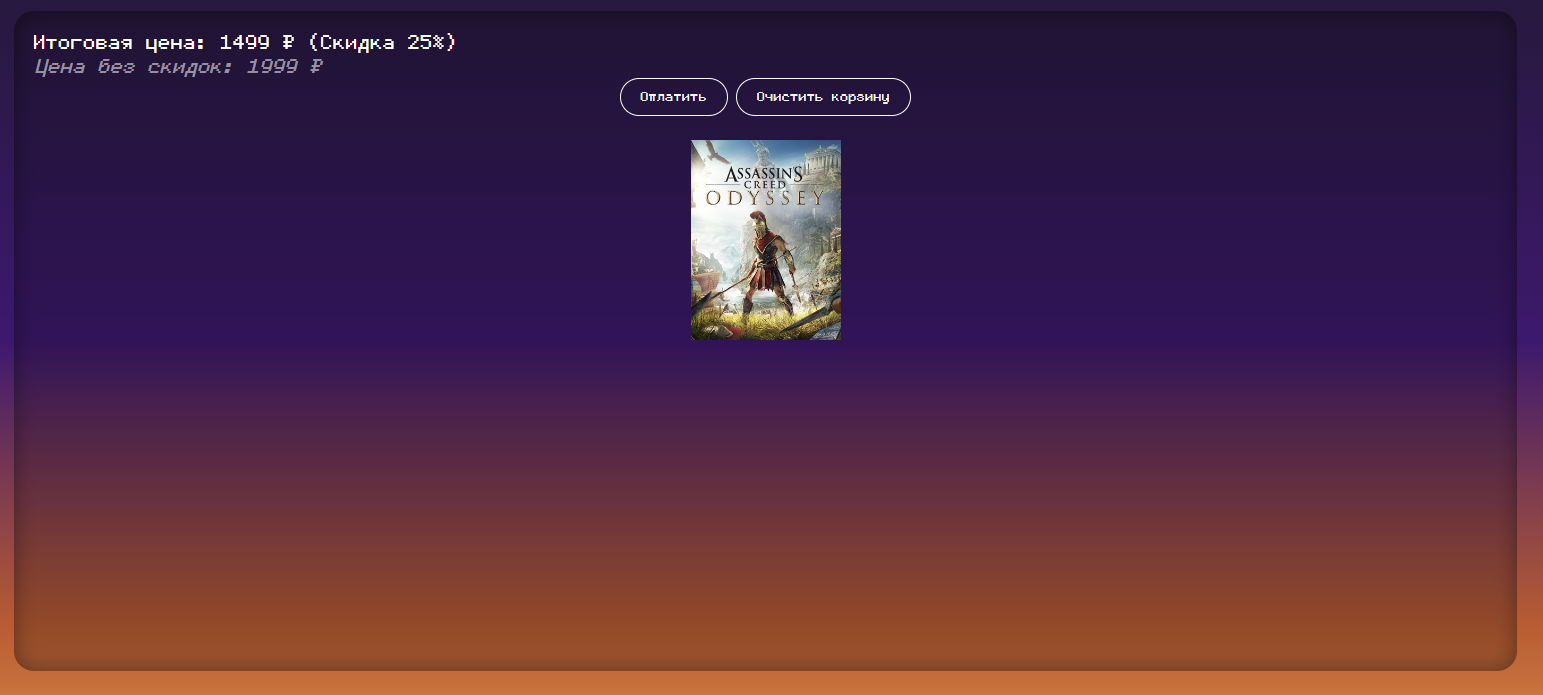 Итоговая цена: 1499 ₽ (Скидка 25%)
Цена без скидок: 1999 ₽
Оплатить
Очистить корзину
ASSASSIN'S
CREED
ODYSSEY